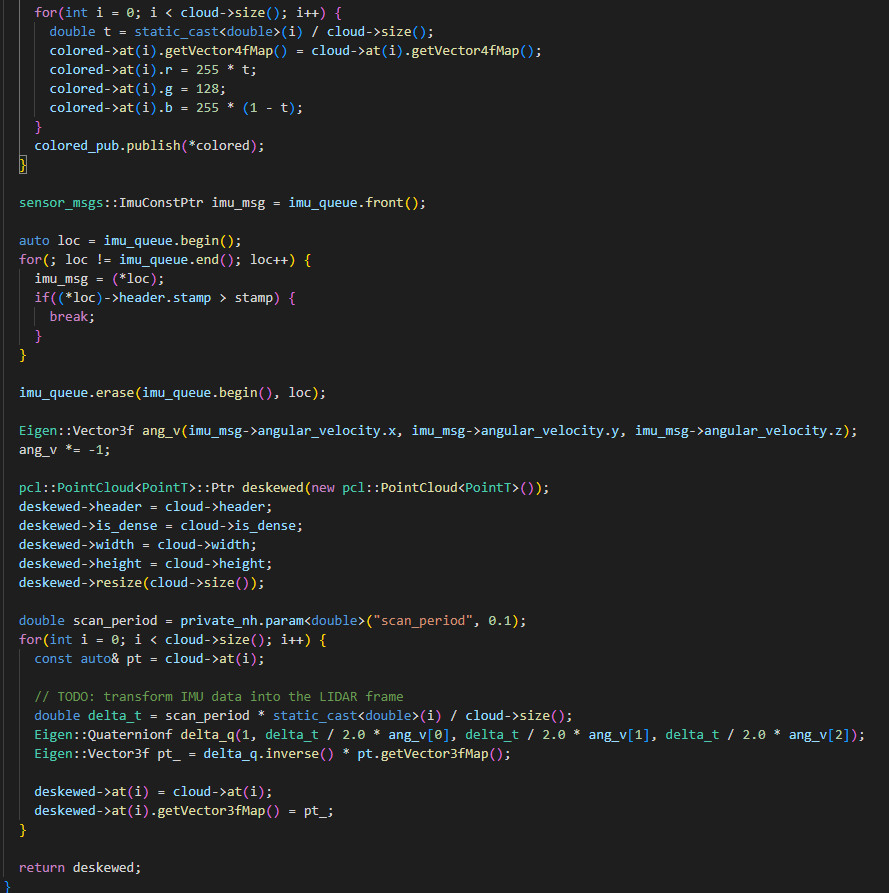 for(int i = 0; i < cloud->size(); i++) {
double t = static_cast<double>(i) / cloud->size();
colored->at(i).getVector4fMap() = cloud->at(i).getVector4fMap();
colored->at(i).r = 255 * t;
colored->at(i).g = 128;
colored->at(i).b = 255 * (1 - t);
}
colored_pub.publish(*colored);
}
sensor_msgs::ImuConstPtr imu_msg = imu_queue.front();
auto loc = imu_queue.begin();
for(; loc != imu_queue.end(); loc++) {
imu_msg = (*loc);
if((*loc)->header.stamp > stamp) {
break;
}
}
imu_queue.erase(imu_queue.begin(), loc);
Eigen::Vector3f ang_v(imu_msg->angular_velocity.x, imu_msg->angular_velocity.y, imu_msg->angular_velocity.z);
ang_v *= -1;
pcl::PointCloud<PointT>::Ptr deskewed(new pcl::PointCloud<PointT>());
deskewed->header = cloud->header;
deskewed->is_dense = cloud->is_dense;
deskewed->width = cloud->width;
deskewed->height = cloud->height;
deskewed->resize(cloud->size());
double scan_period = private_nh.param<double>("scan_period", 0.1);
for(int i = 0; i < cloud->size(); i++) {
const auto& pt = cloud->at(i);
// TODO: transform IMU data into the LIDAR frame
double delta_t = scan_period * static_cast<double>(i) / cloud->size();
Eigen::Quaternionf delta_q(1, delta_t / 2.0 * ang_v[0], delta_t / 2.0 * ang_v[1], delta_t / 2.0 * ang_v[2]);
Eigen::Vector3f pt_ = delta_q.inverse() * pt.getVector3fMap();
deskewed->at(i) = cloud->at(i);
deskewed->at(i).getVector3fMap() = pt_;
}
return deskewed;
}